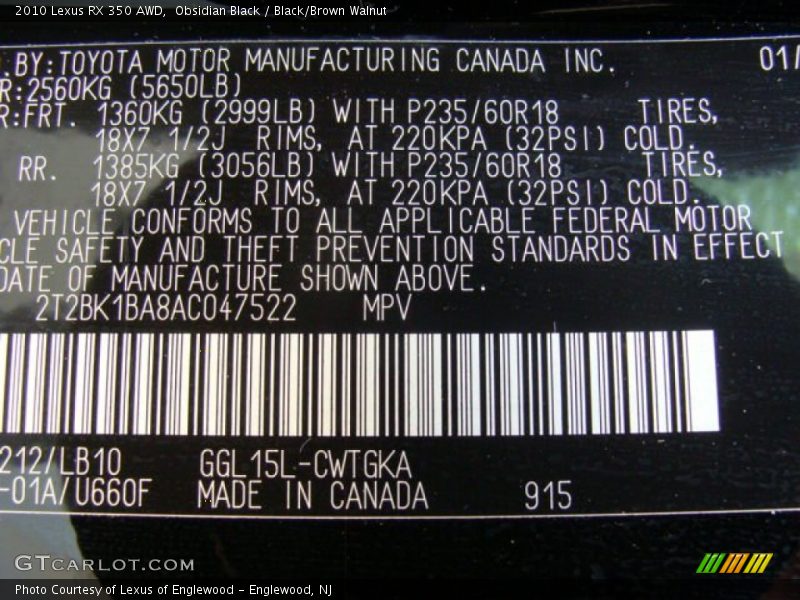 2010 Lexus RX 350 AWD, Obsidian Black / Black/Brown Walnut
.BY:TOYOTA MOTOR MANUFACTURING CANADA INC. 01/
R:2560KG (5650LB)
R:FRT. 1360KG (2999LB) WITH P235/60R18 TIRES,
18X7 1/2J RIMS, AT 220KPA (32PSI) COLD.
RR. 1385KG (3056LB) WITH P235/60R18 TIRES,
18X7 1/2J RIMS, AT 220KPA (32PSI) COLD.
VEHICLE CONFORMS TO ALL APPLICABLE FEDERAL MOTOR
CLE SAFETY AND THEFT PREVENTION STANDARDS IN EFFECT
DATE OF MANUFACTURE SHOWN ABOVE.
2T2BK1BA8AC047522 MPV
212/LB10 GGL15L-CWTGKA
-01A/U660F MADE IN CANADA 915
GTCARLOT.COM
Photo Courtesy of Lexus of Englewood - Englewood, NJ